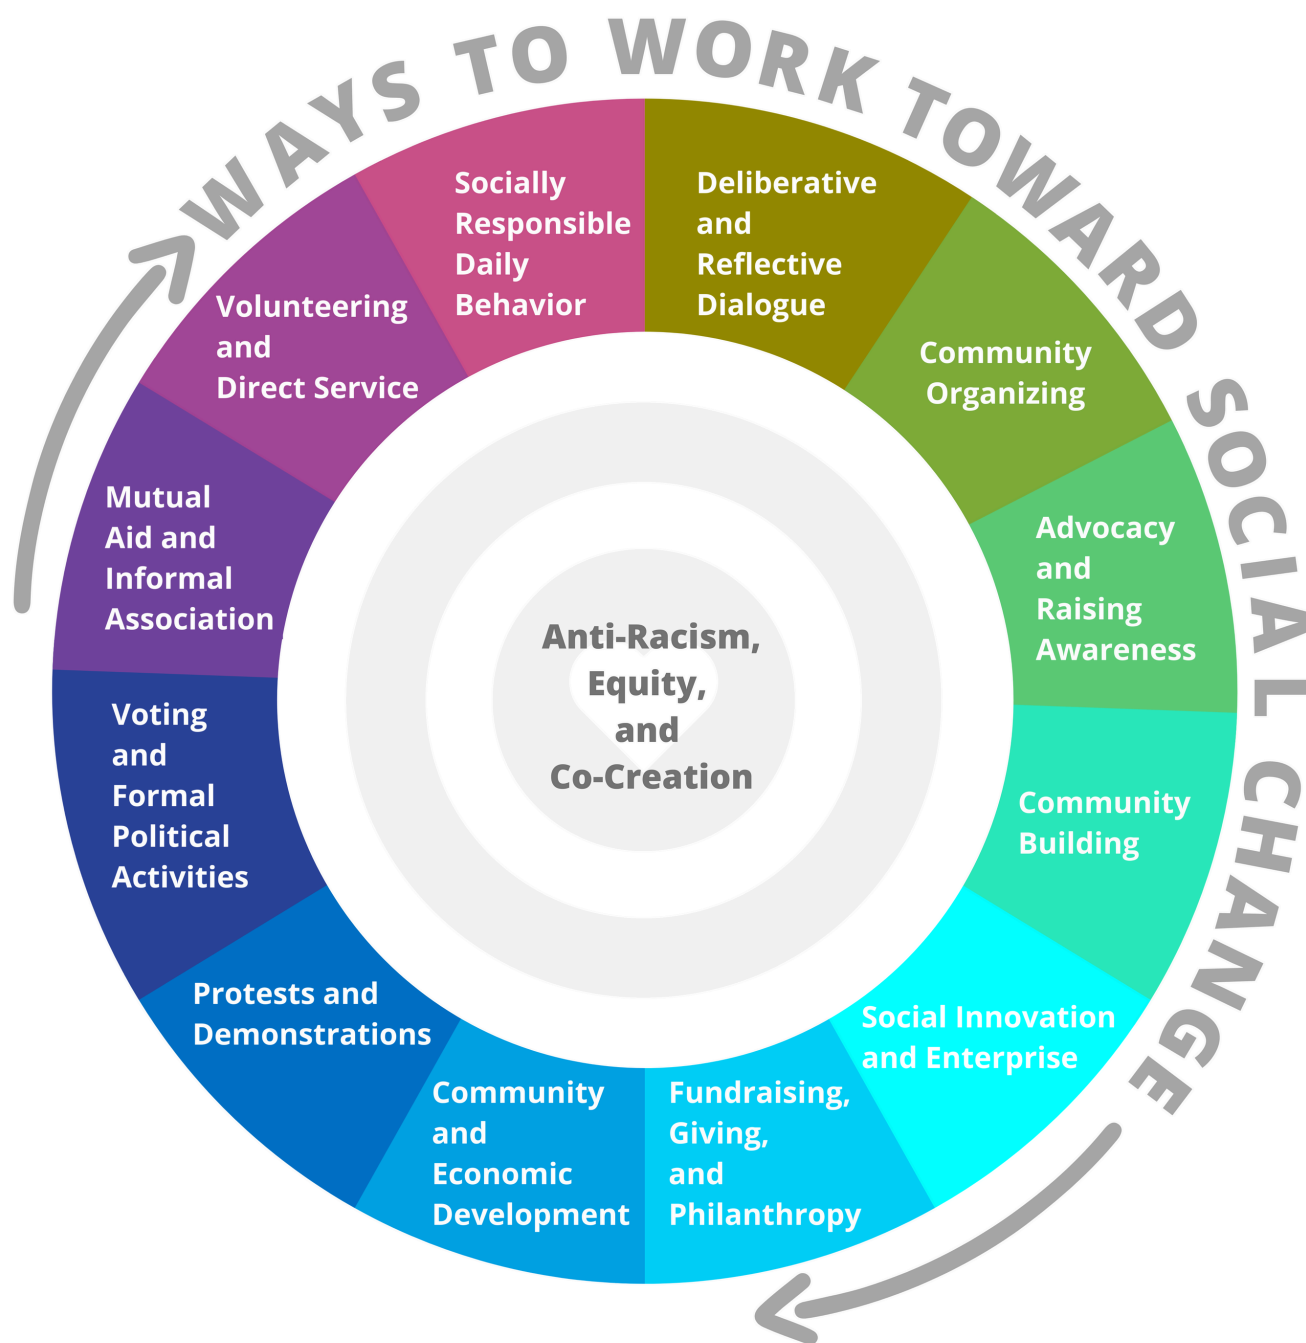 WAYS TO WORK TOWARD SOCIAL CHANGE
Deliberative
and
Reflective
Dialogue
Community
Organizing
Advocacy
and
Raising
Awareness
Community
Building
Social Innovation
and Enterprise
Fundraising,
Giving,
and
Philanthropy
Community
and
Economic
Development
Protests and
Demonstrations
Voting
and
Formal
Political
Activities
Mutual
Aid and
Informal
Association
Volunteering
and
Direct Service
Socially
Responsible
Daily
Behavior
Anti-Racism,
Equity,
and
Co-Creation